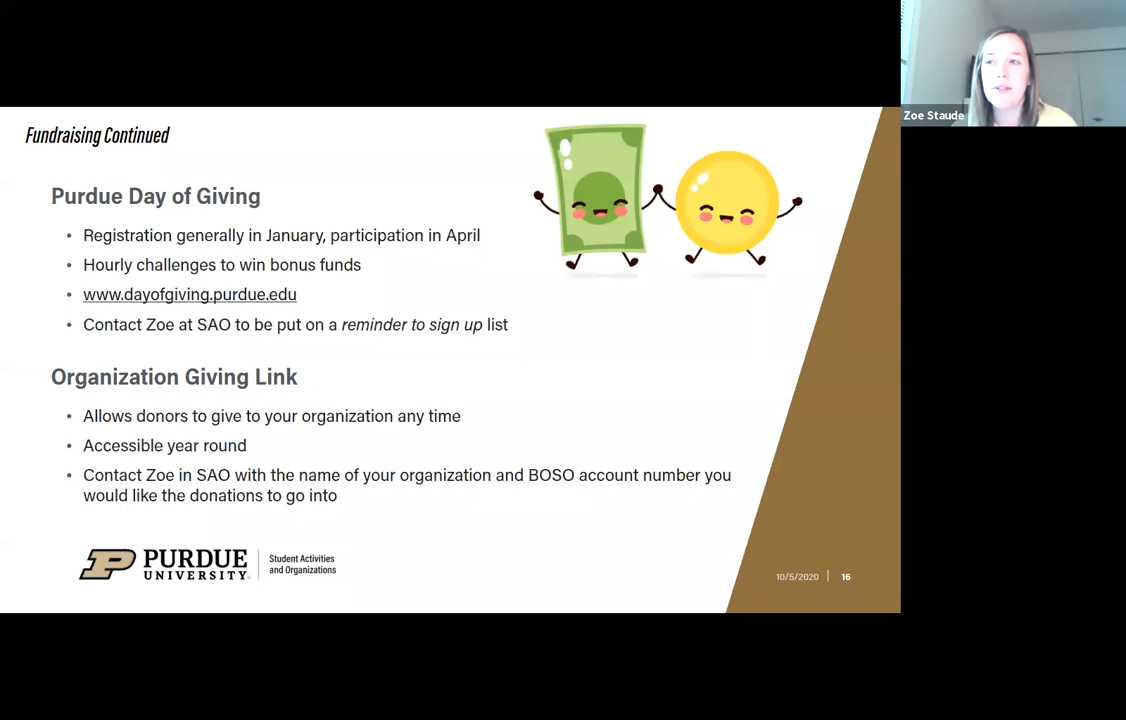 Zoe Staude
Fundraising Continued
Purdue Day of Giving
• Registration generally in January, participation in April
• Hourly challenges to win bonus funds
• www.dayofgiving.purdue.edu
• Contact Zoe at SAO to be put on a reminder to sign up list
Organization Giving Link
• Allows donors to give to your organization any time
• Accessible year round
• Contact Zoe in SAO with the name of your organization and BOSO account number you
would like the donations to go into
P PURDUE
UNIVERSITY®
Student Activities
and Organizations
10/5/2020 | 16